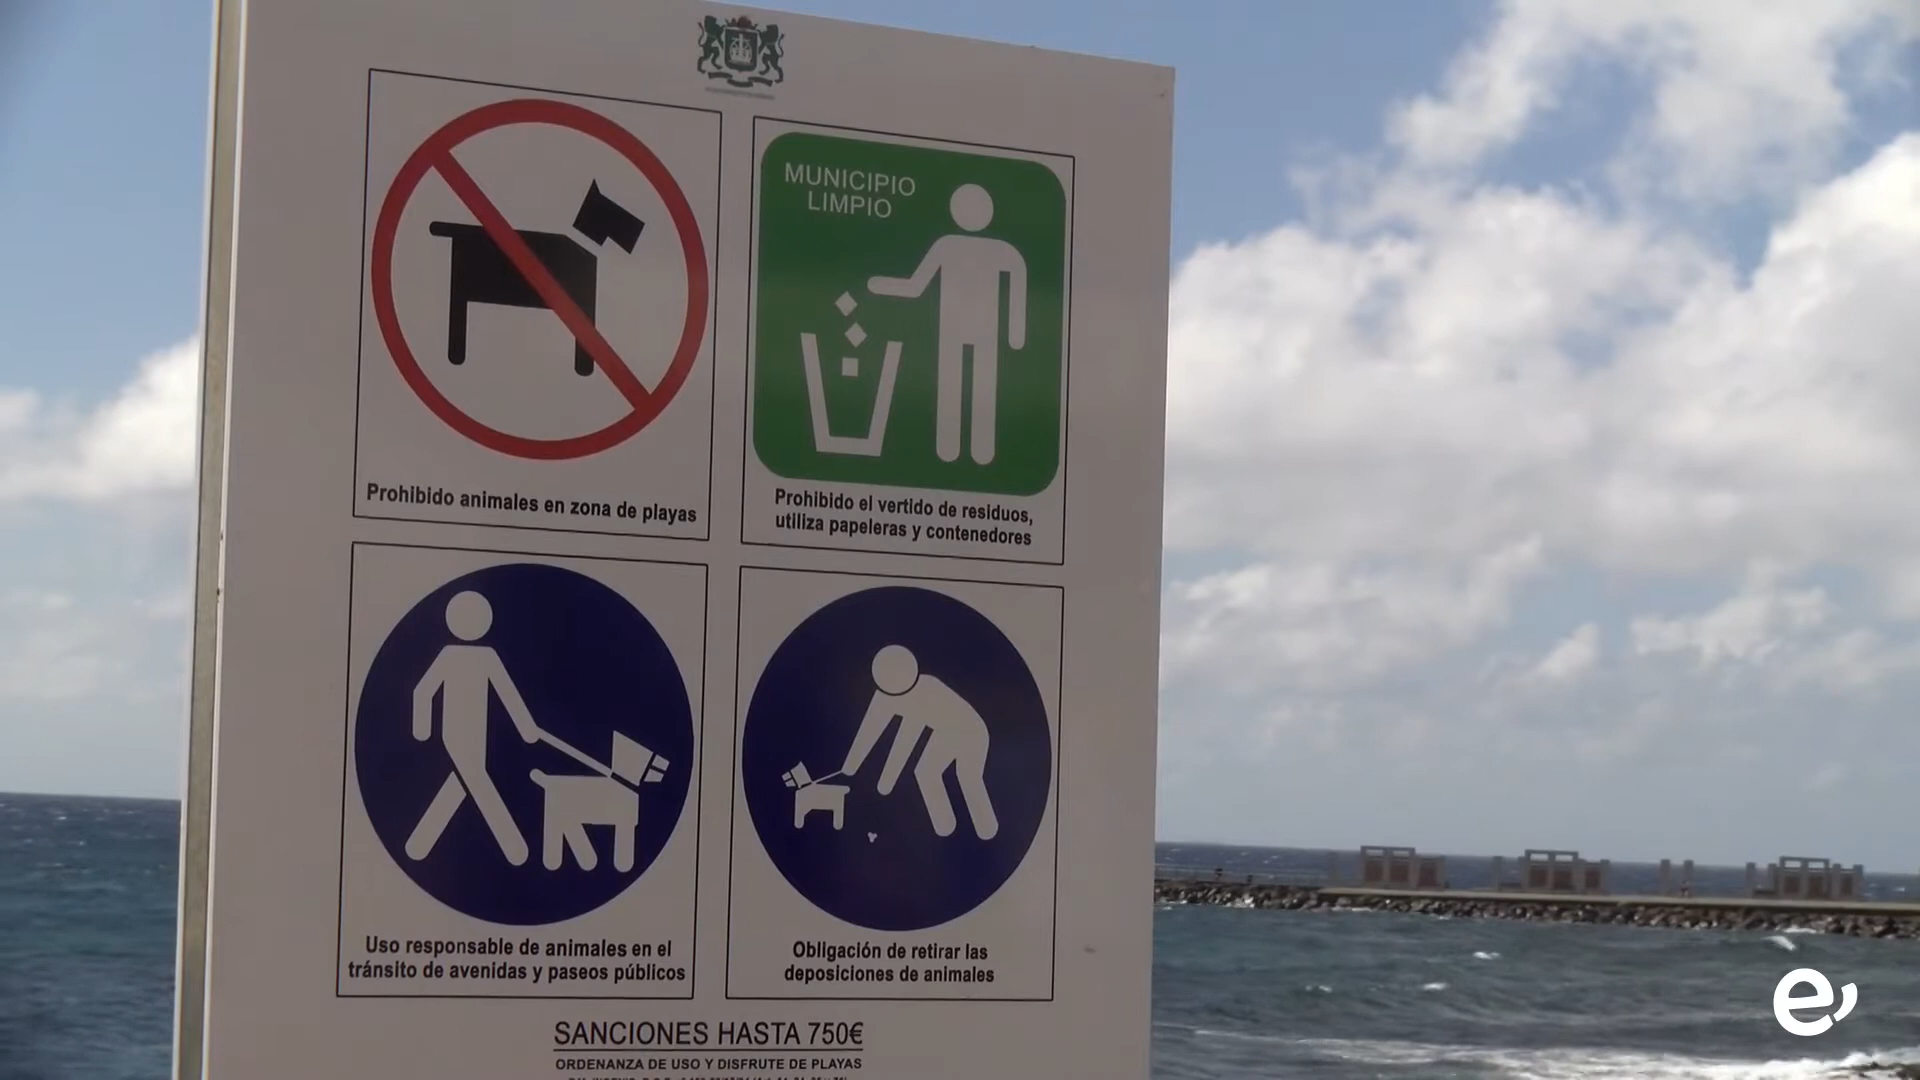 MUNICIPIO
LIMPIO
Prohibido animales en zona de playas
Prohibido el vertido de residuos,
utiliza papeleras y contenedores
Uso responsable de animales en el
tránsito de avenidas y paseos públicos
Obligación de retirar las
deposiciones de animales
SANCIONES HASTA 750€
ORDENANZA DE USO Y DISFRUTE DE PLAYAS